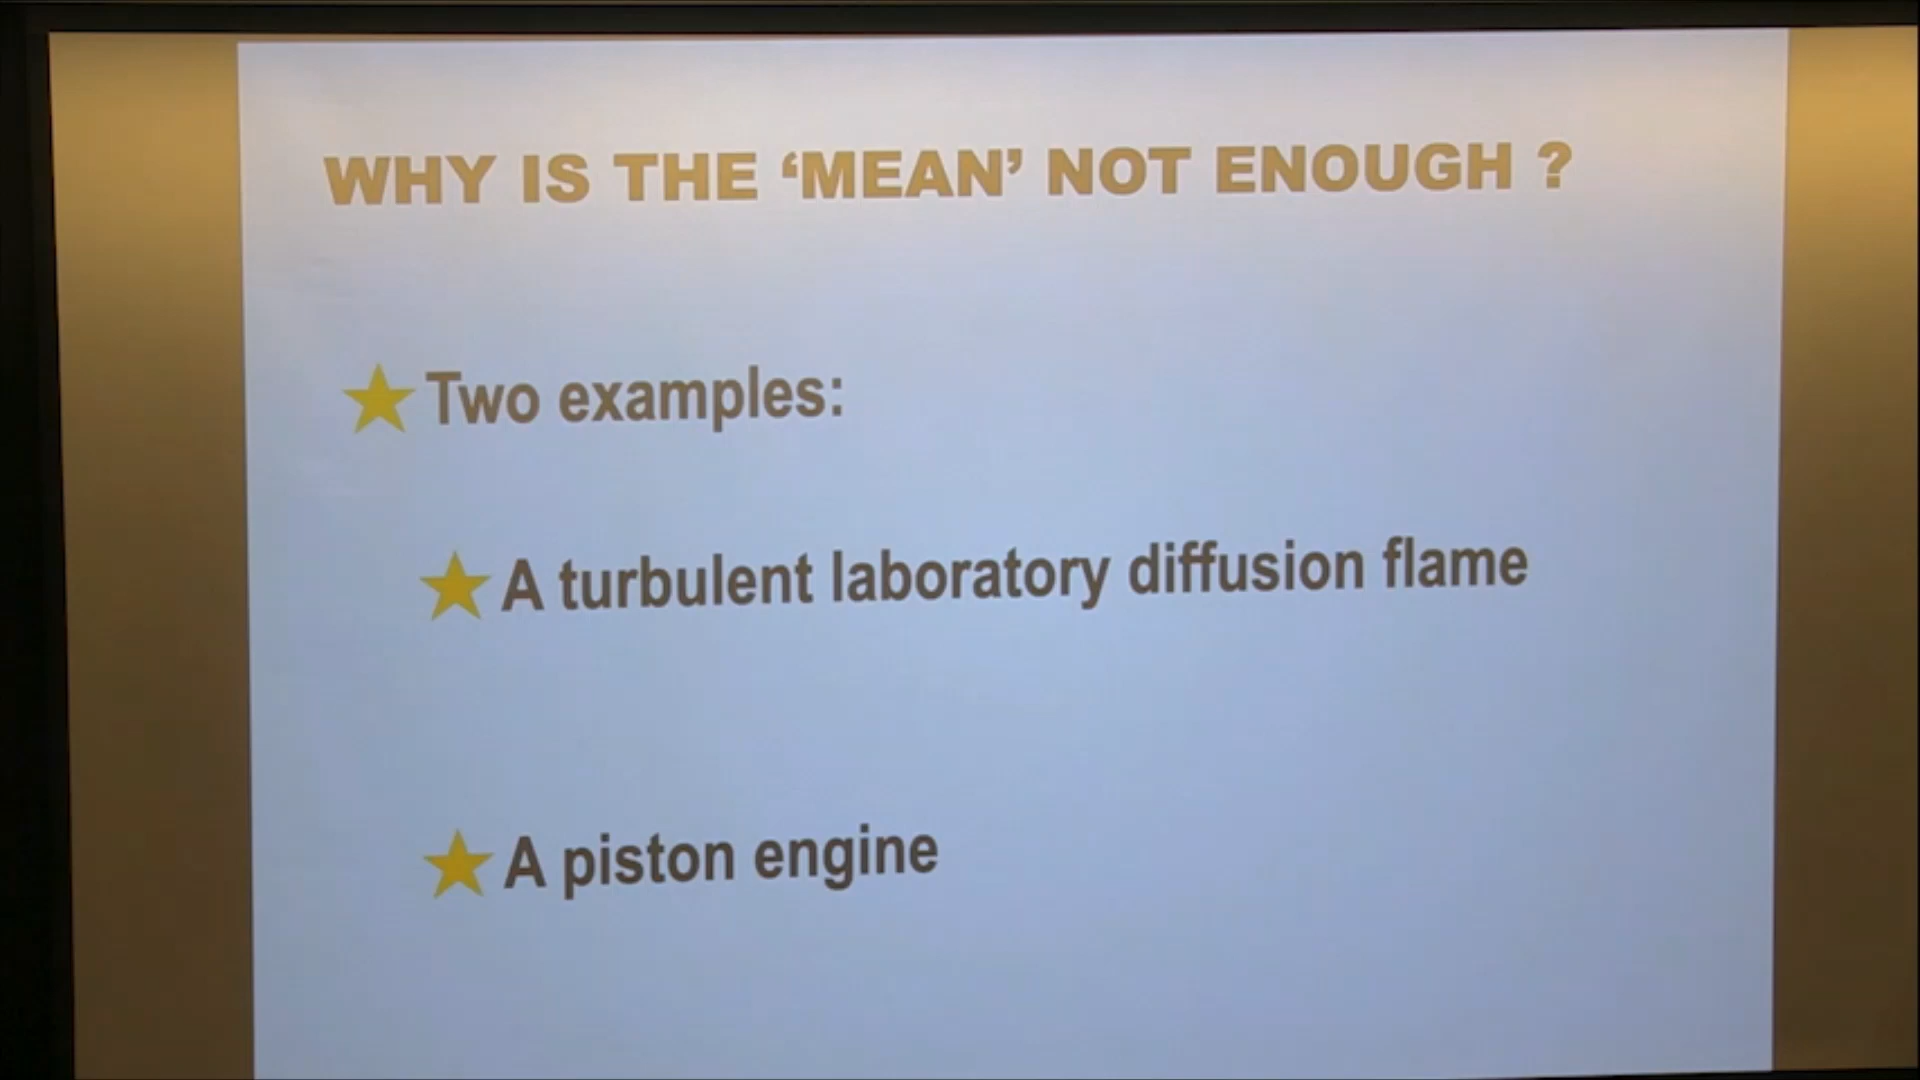 WHY IS THE ‘MEAN’ NOT ENOUGH ?
Two examples:
A turbulent laboratory diffusion flame
A piston engine